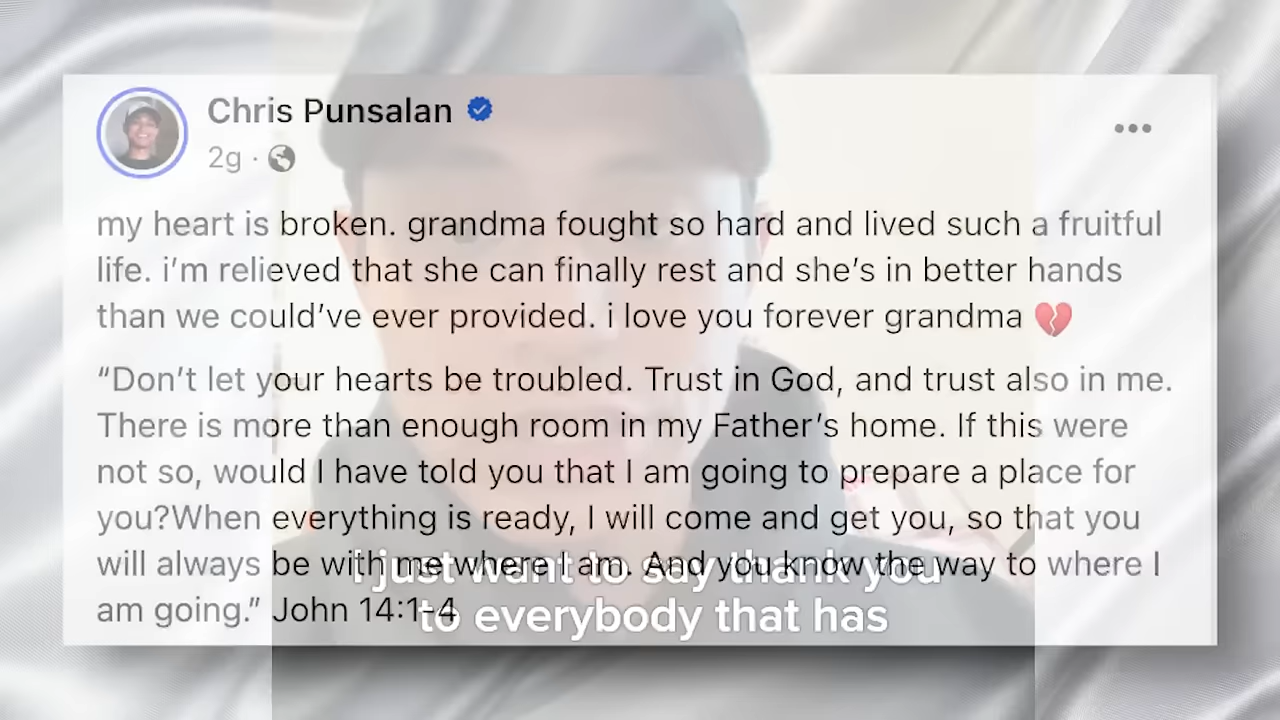 Chris Punsalan
2g ·
my heart is broken. grandma fought so hard and lived such a fruitful
life. i'm relieved that she can finally rest and she's in better hands
than we could've ever provided. i love you forever grandma 💔
“Don't let your hearts be troubled. Trust in God, and trust also in me.
There is more than enough room in my Father's home. If this were
not so, would I have told you that I am going to prepare a place for
you?When everything is ready, I will come and get you, so that you
will always be with me where I am. And you know the way to where I
am going.” John 14:1-4
i just want to say thank you
to everybody that has